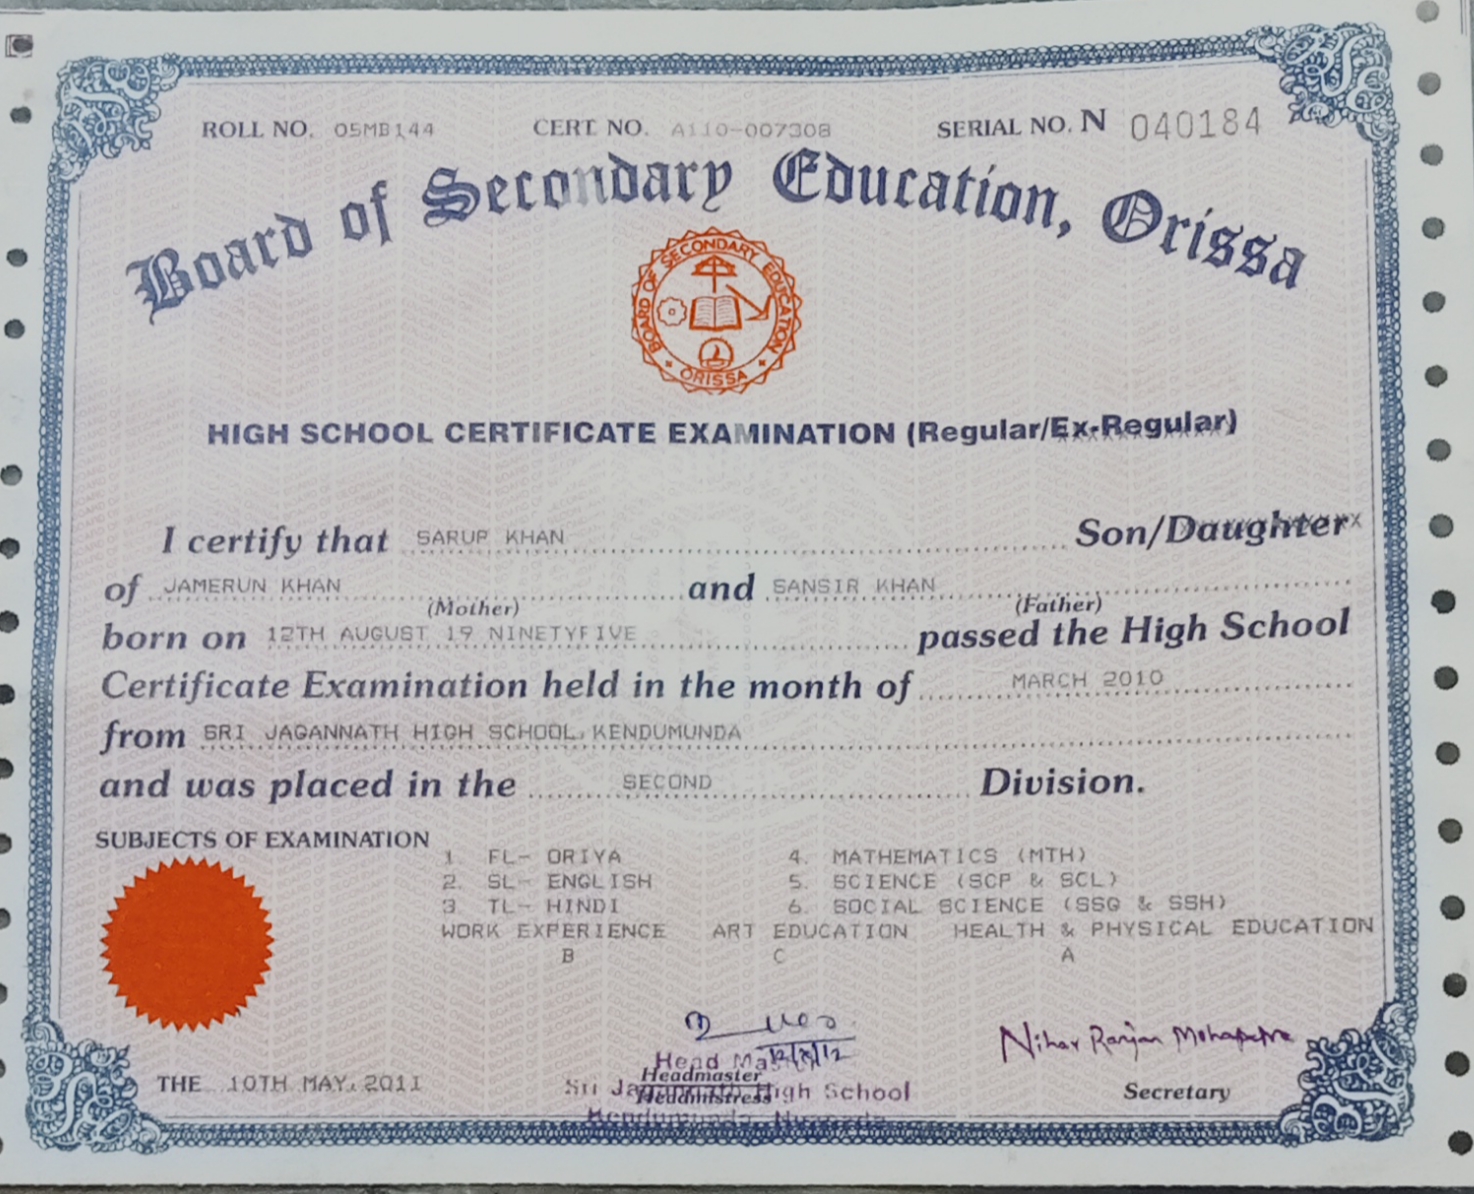 ROLL NO. 05MB144 CERT. NO. A110-007308 SERIAL NO. N 040184
Board of Secondary Education, Orissa
BOARD OF SECONDARY EDUCATION
ORISSA
HIGH SCHOOL CERTIFICATE EXAMINATION (Regular/Ex-Regular)
I certify that SARUP KHAN Son/Daughter
of JAMERUN KHAN and SANSIR KHAN
(Mother) (Father)
born on 12TH AUGUST 19 NINETYFIVE passed the High School
Certificate Examination held in the month of MARCH 2010
from SRI JAGANNATH HIGH SCHOOL, KENDUMUNDA
and was placed in the SECOND Division.
SUBJECTS OF EXAMINATION
1. FL- ORIYA 4. MATHEMATICS (MTH)
2. SL- ENGLISH 5. SCIENCE (SCP & SCL)
3. TL- HINDI 6. SOCIAL SCIENCE (SSG & SSH)
WORK EXPERIENCE ART EDUCATION HEALTH & PHYSICAL EDUCATION
B C A
Nihar Ranjan Mohapatra
Head
Headmaster
THE 10TH MAY, 2011 Sri High School Secretary
Headmistress
Kendumunda